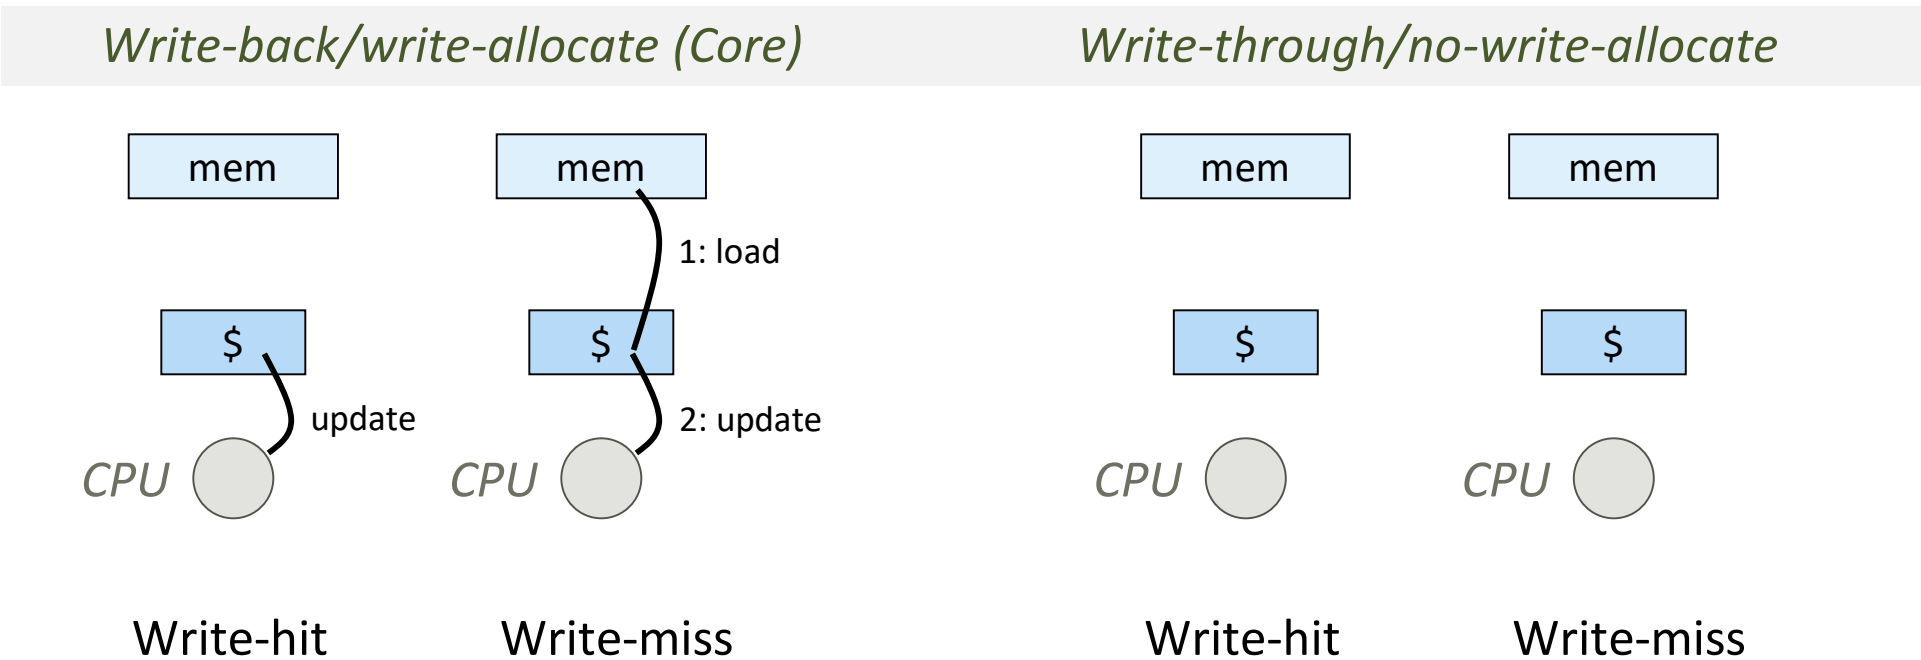 Write-back/write-allocate (Core)
Write-through/no-write-allocate
mem
mem
mem
mem
1: load
$
$
$
$
update
2: update
CPU
CPU
CPU
CPU
Write-hit
Write-miss
Write-hit
Write-miss